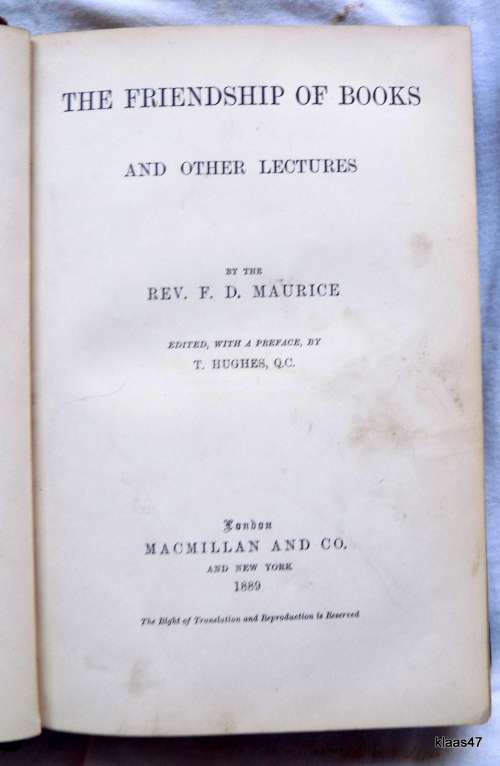 THE FRIENDSHIP OF BOOKS
AND OTHER LECTURES
BY THE
REV. F. D. MAURICE
EDITED, WITH A PREFACE, BY
T. HUGHES, Q.C.
London
MACMILLAN AND CO.
AND NEW YORK
1889
The Right of Translation and Reproduction is Reserved
klaas47